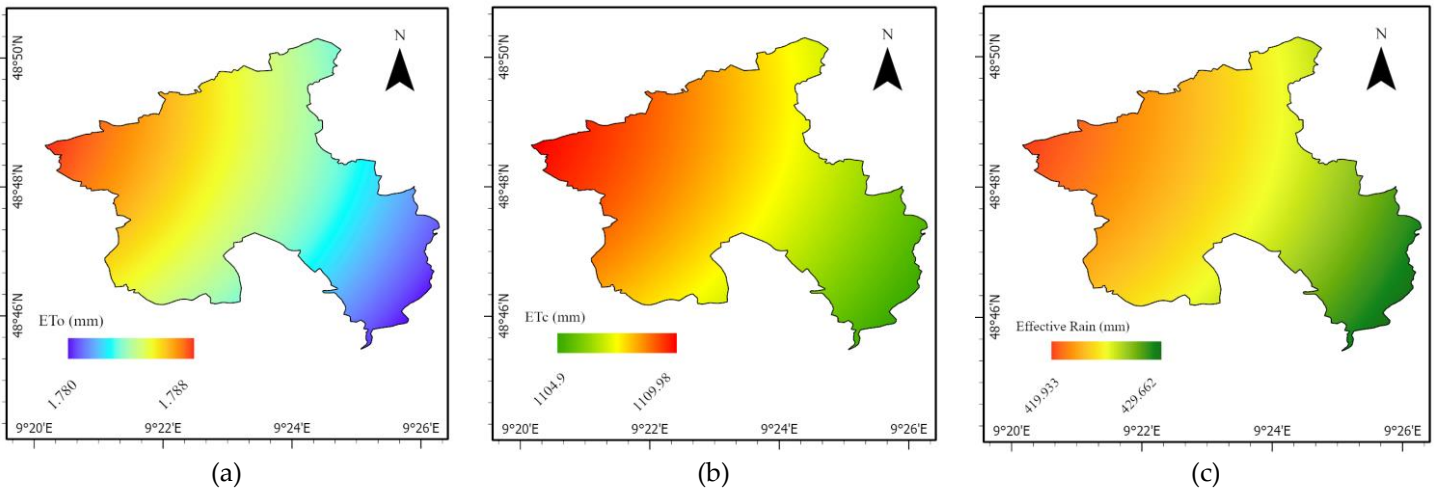 N
48°50'N
48°48'N
48°46'N
ETo (mm)
1.780
1.788
9°20'E
9°22'E
9°24'E
9°26'E
(a)
N
48°50'N
48°48'N
48°46'N
ETc (mm)
1104.9
1109.98
9°20'E
9°22'E
9°24'E
9°26'E
(b)
N
48°50'N
48°48'N
48°46'N
Effective Rain (mm)
419.933
429.662
9°20'E
9°22'E
9°24'E
9°26'E
(c)